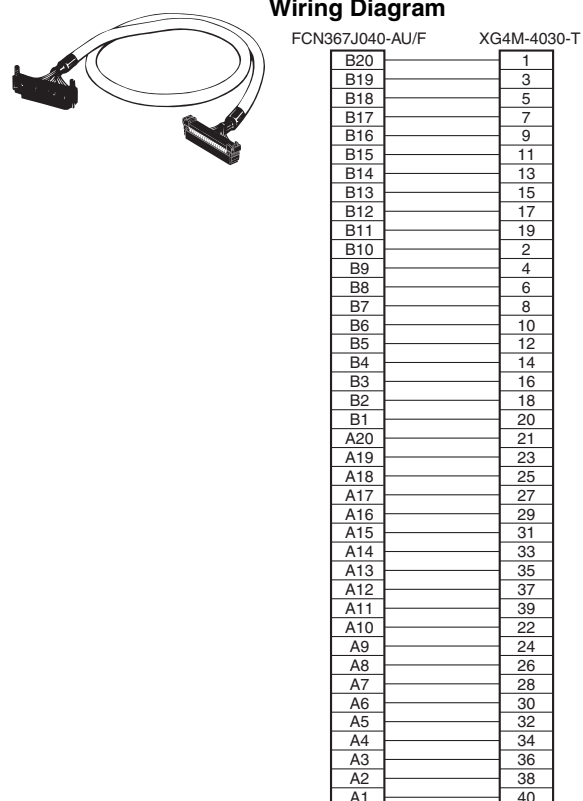 Wiring Diagram
FCN367J040-AU/F XG4M-4030-T
B20 1
B19 3
B18 5
B17 7
B16 9
B15 11
B14 13
B13 15
B12 17
B11 19
B10 2
B9 4
B8 6
B7 8
B6 10
B5 12
B4 14
B3 16
B2 18
B1 20
A20 21
A19 23
A18 25
A17 27
A16 29
A15 31
A14 33
A13 35
A12 37
A11 39
A10 22
A9 24
A8 26
A7 28
A6 30
A5 32
A4 34
A3 36
A2 38
A1 40